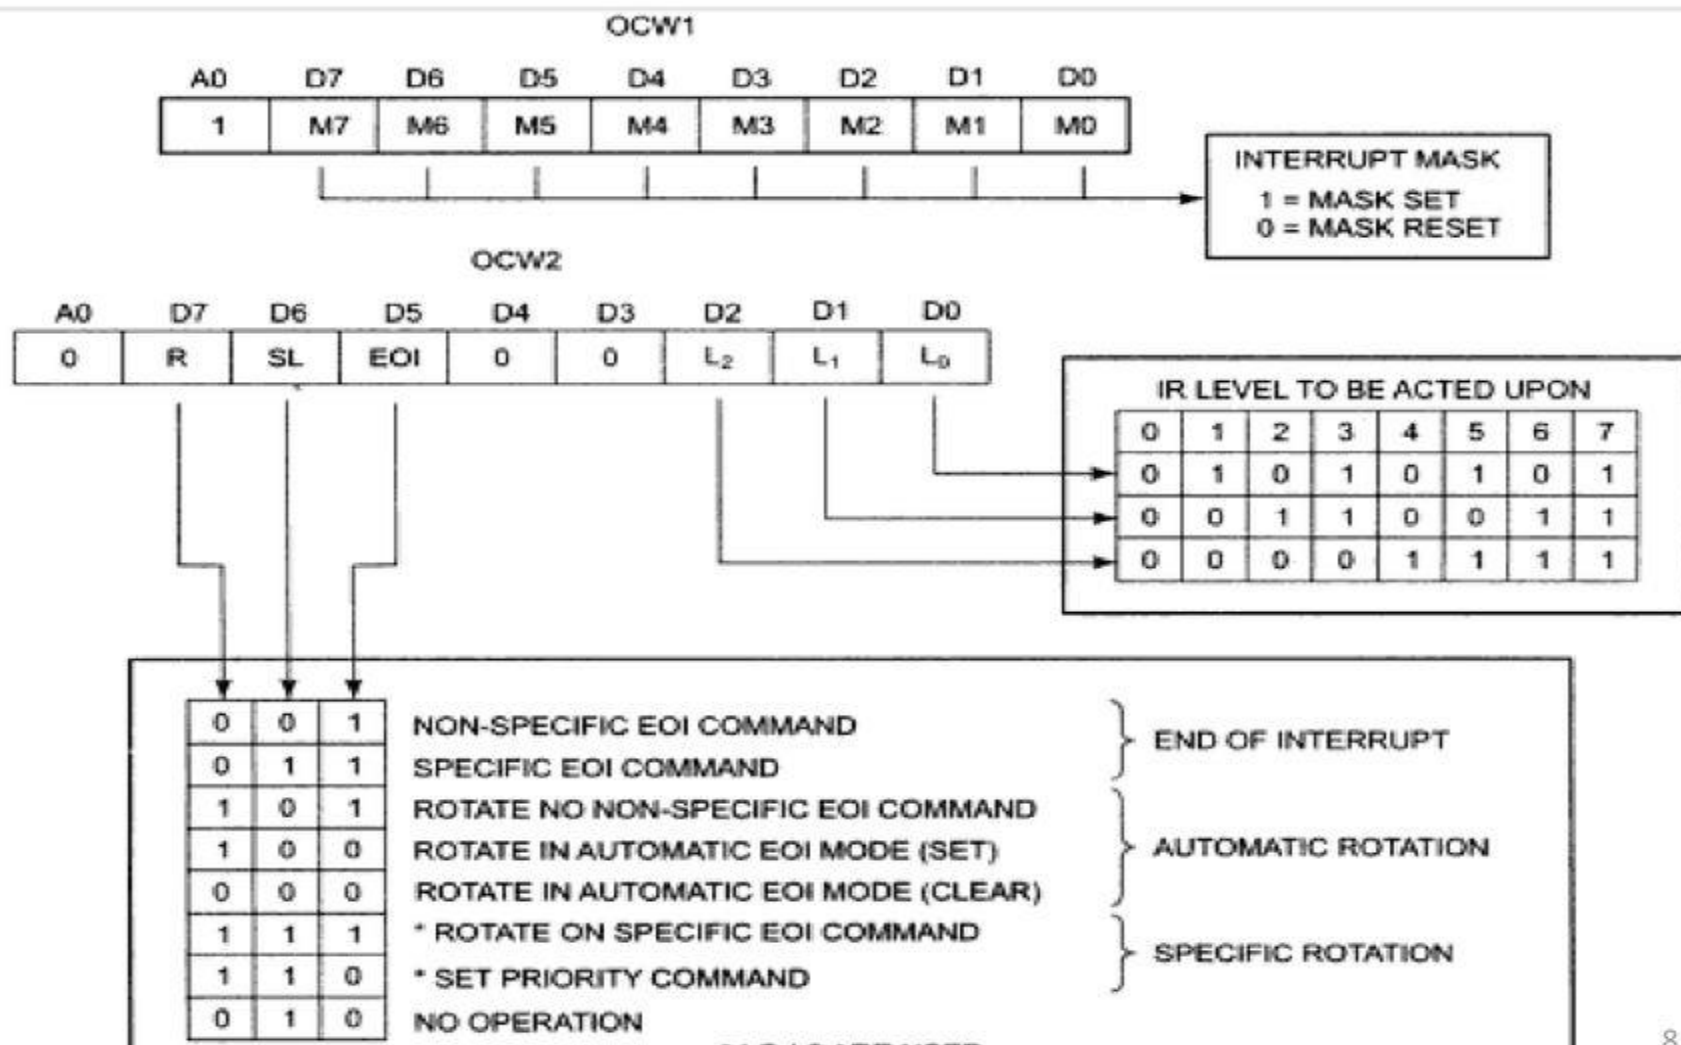 OCW1
A0 D7 D6 D5 D4 D3 D2 D1 D0
1 M7 M6 M5 M4 M3 M2 M1 M0
INTERRUPT MASK
1 = MASK SET
0 = MASK RESET
OCW2
A0 D7 D6 D5 D4 D3 D2 D1 D0
0 R SL EOI 0 0 L₂ L₁ L₀
IR LEVEL TO BE ACTED UPON
0 1 2 3 4 5 6 7
0 1 0 1 0 1 0 1
0 0 1 1 0 0 1 1
0 0 0 0 1 1 1 1
0 0 1 NON-SPECIFIC EOI COMMAND
0 1 1 SPECIFIC EOI COMMAND
END OF INTERRUPT
1 0 1 ROTATE NO NON-SPECIFIC EOI COMMAND
1 0 0 ROTATE IN AUTOMATIC EOI MODE (SET)
0 0 0 ROTATE IN AUTOMATIC EOI MODE (CLEAR)
AUTOMATIC ROTATION
1 1 1 * ROTATE ON SPECIFIC EOI COMMAND
1 1 0 * SET PRIORITY COMMAND
SPECIFIC ROTATION
0 1 0 NO OPERATION
8